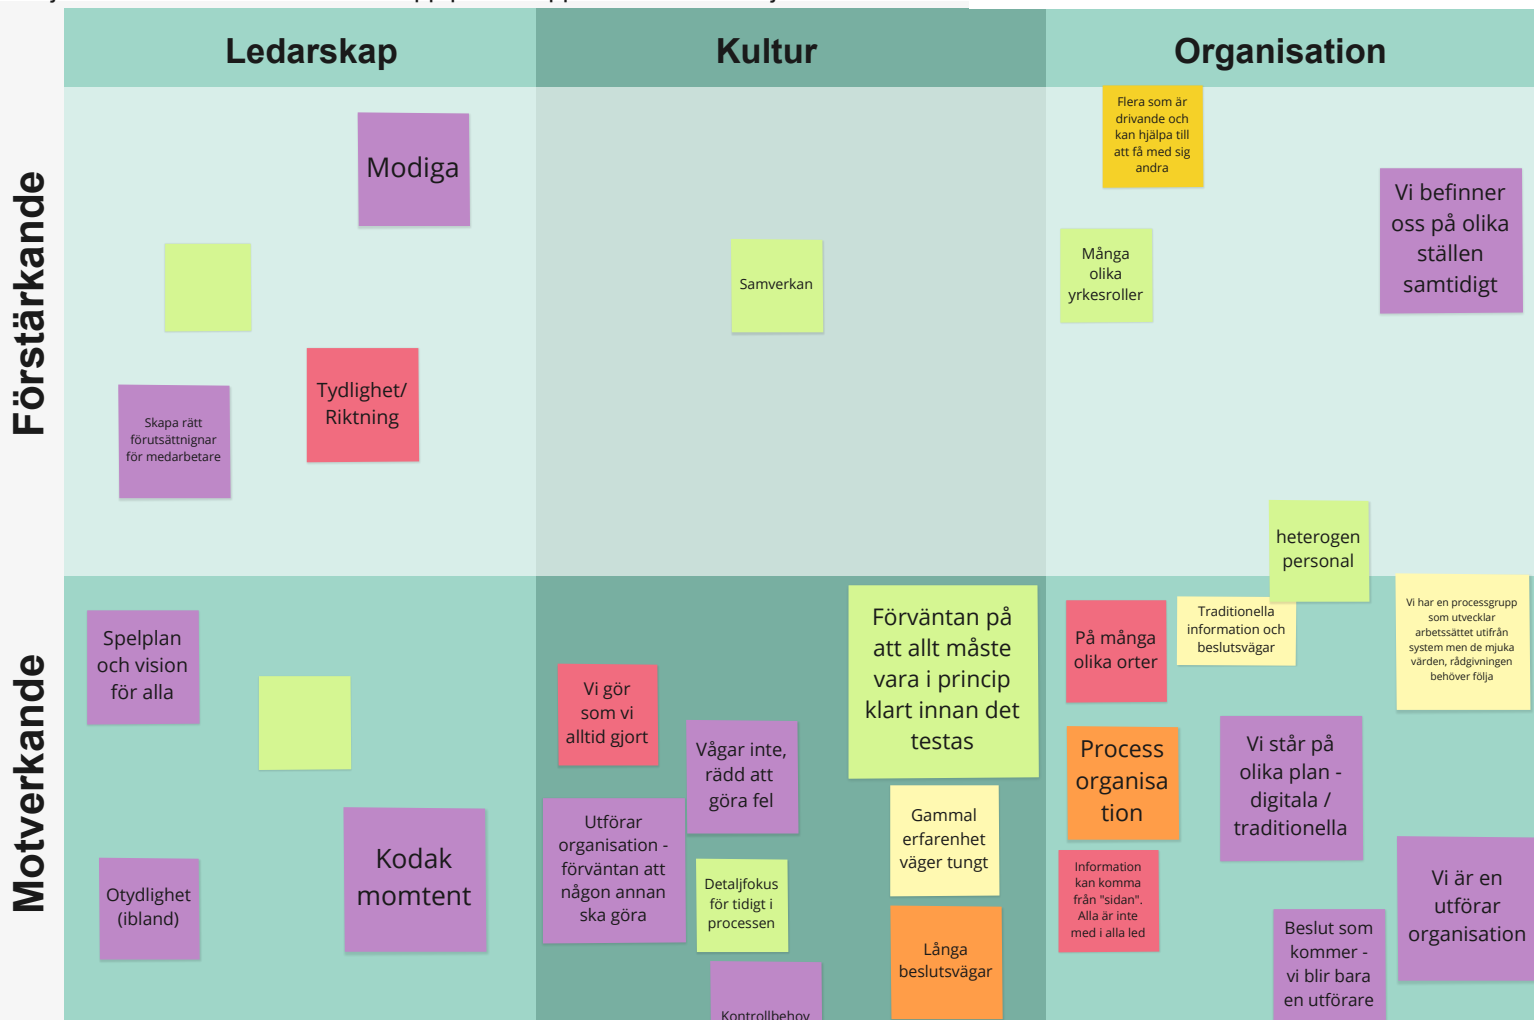 Ledarskap
Kultur
Organisation
Förstärkande
Modiga
Tydlighet/
Riktning
Skapa rätt
förutsättnignar
för medarbetare
Samverkan
Flera som är
drivande och
kan hjälpa till
att få med sig
andra
Många
olika
yrkesroller
Vi befinner
oss på olika
ställen
samtidigt
heterogen
personal
Motverkande
Spelplan
och vision
för alla
Otydlighet
(ibland)
Kodak
momtent
Vi gör
som vi
alltid gjort
Vågar inte,
rädd att
göra fel
Förväntan på
att allt måste
vara i princip
klart innan det
testas
Utförar
organisation -
förväntan att
någon annan
ska göra
Detaljfokus
för tidigt i
processen
Gammal
erfarenhet
väger tungt
Långa
beslutsvägar
Kontrollbehov
På många
olika orter
Traditionella
information och
beslutsvägar
Vi har en processgrupp
som utvecklar
arbetssättet utifrån
system men de mjuka
värden, rådgivningen
behöver följa
Process
organisa
tion
Vi står på
olika plan -
digitala /
traditionella
Information
kan komma
från "sidan".
Alla är inte
med i alla led
Beslut som
kommer -
vi blir bara
en utförare
Vi är en
utförar
organisation